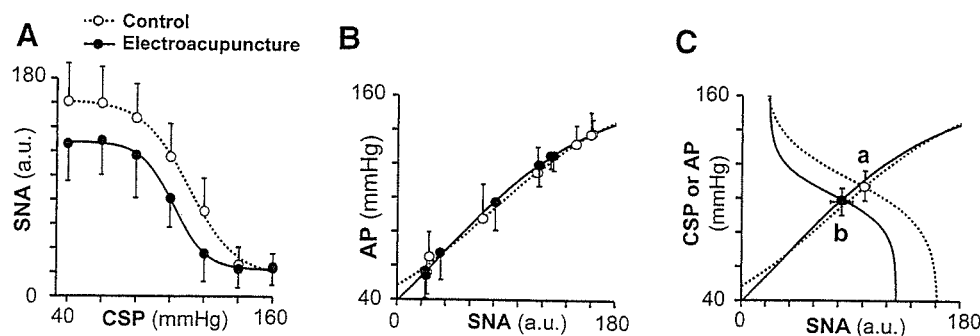 Control
Electroacupuncture
A
180
SNA (a.u.)
0
40 CSP (mmHg) 160
B
160
AP (mmHg)
40
0 SNA (a.u.) 180
C
160
CSP or AP
(mmHg)
40
a
b
0 SNA (a.u.) 180